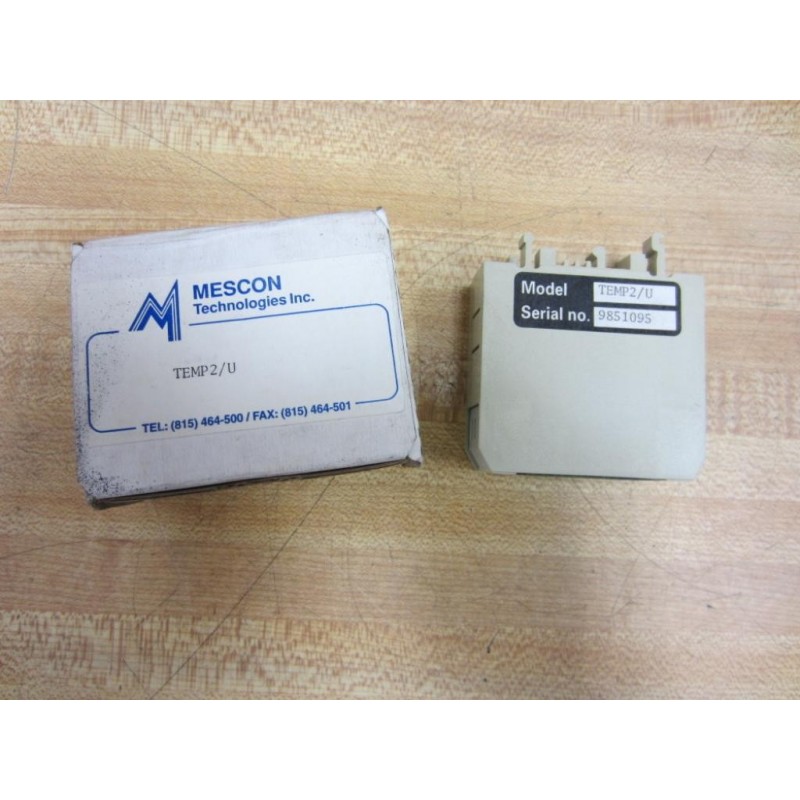 MESCON
Technologies Inc.
TEMP2/U
TEL: (815) 464-500 / FAX: (815) 464-501
Model TEMP2/U
Serial no. 9851095